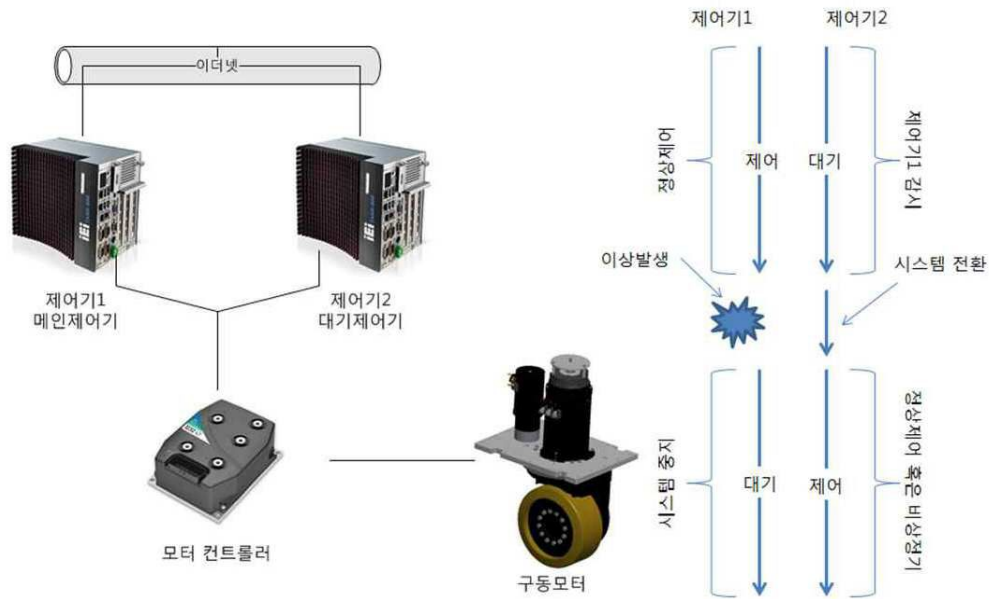 이더넷
iEi
iEi
제어기1
메인제어기
제어기2
대기제어기
모터 컨트롤러
구동모터
제어기1
제어기2
정상제어
제어
대기
제어기1 감시
이상발생
시스템 전환
시스템 중지
대기
제어
정상제어 혹은 비상정기